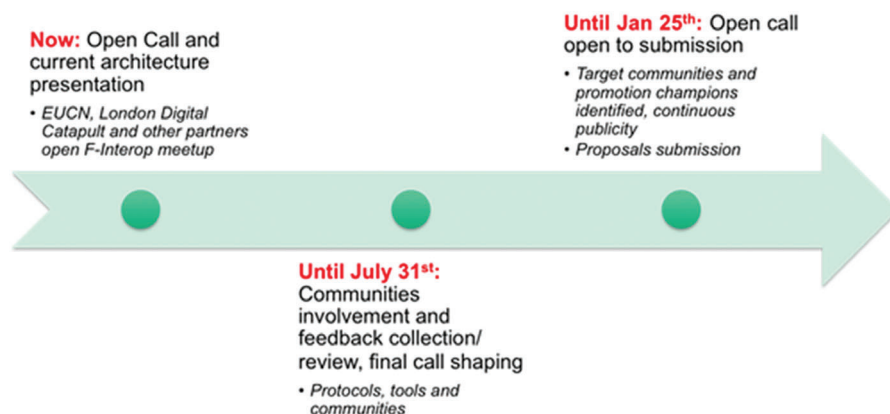 Now: Open Call and
current architecture
presentation
• EUCN, London Digital
Catapult and other partners
open F-Interop meetup
Until July 31st:
Communities
involvement and
feedback collection/
review, final call shaping
• Protocols, tools and
communities
Until Jan 25th: Open call
open to submission
• Target communities and
promotion champions
identified, continuous
publicity
• Proposals submission